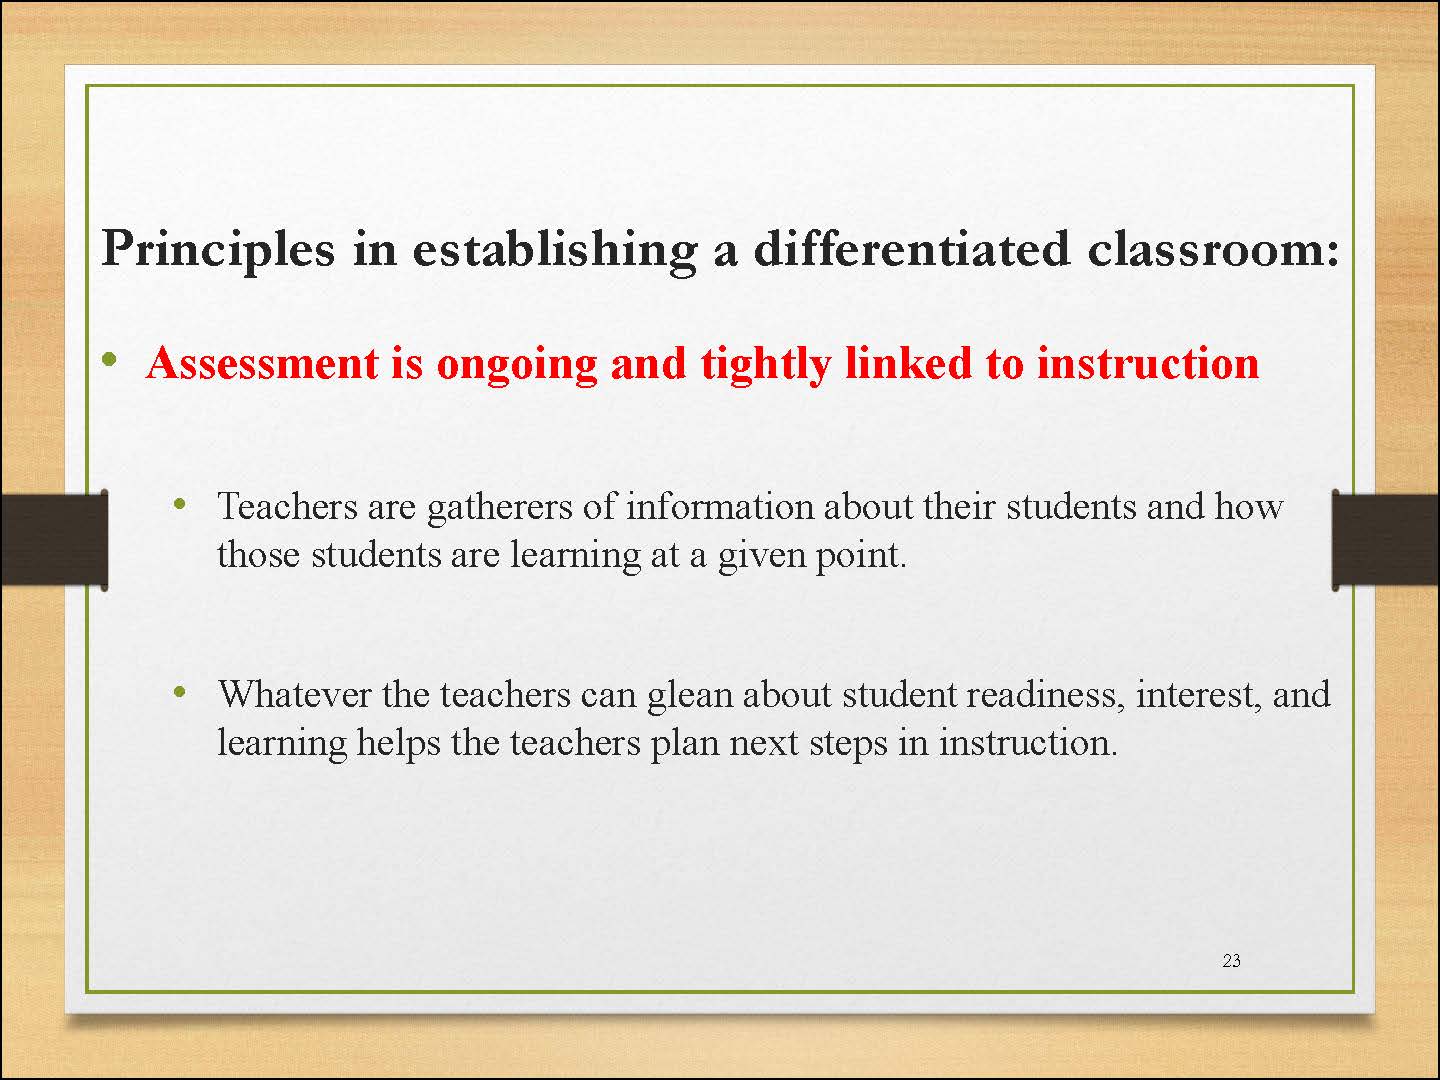 Principles in establishing a differentiated classroom:
• Assessment is ongoing and tightly linked to instruction
• Teachers are gatherers of information about their students and how
those students are learning at a given point.
• Whatever the teachers can glean about student readiness, interest, and
learning helps the teachers plan next steps in instruction.
23